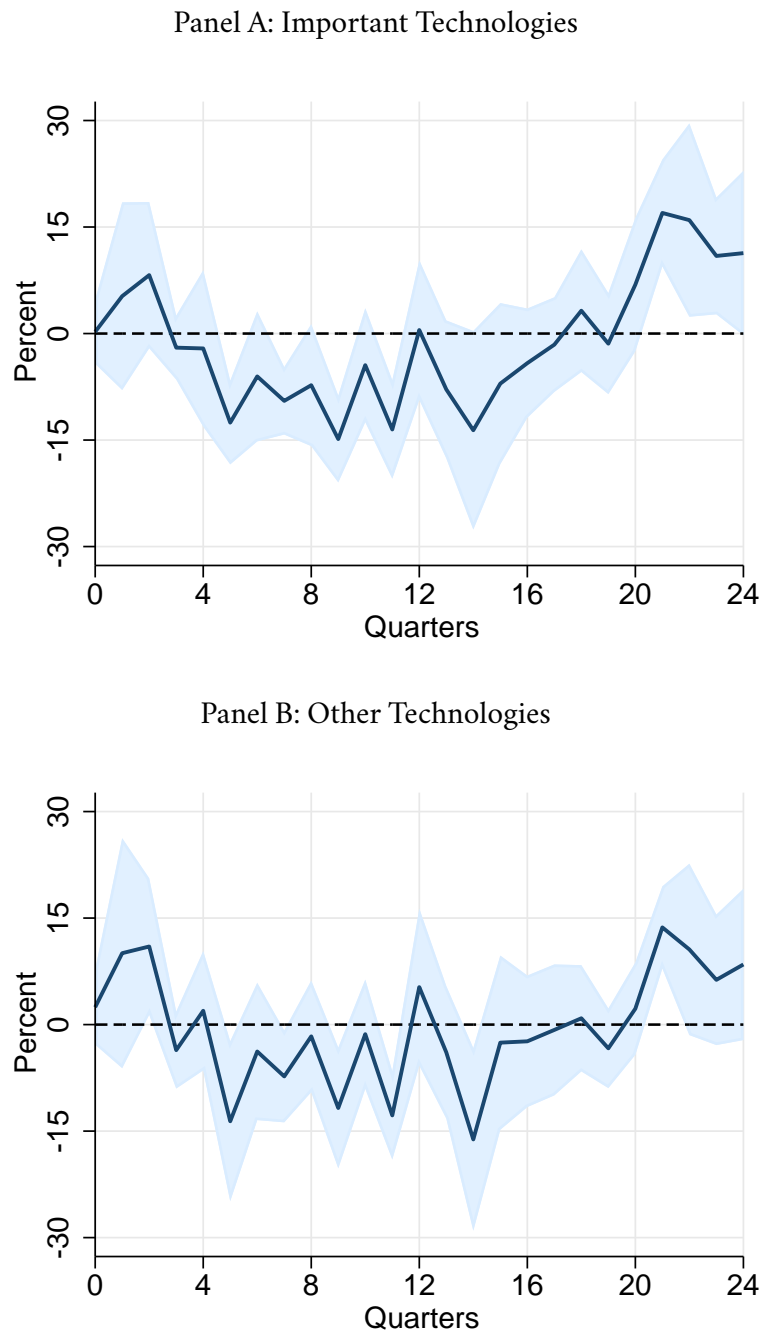 Panel A: Important Technologies
30
15
0
-15
-30
Percent
0 4 8 12 16 20 24
Quarters
Panel B: Other Technologies
30
15
0
-15
-30
Percent
0 4 8 12 16 20 24
Quarters